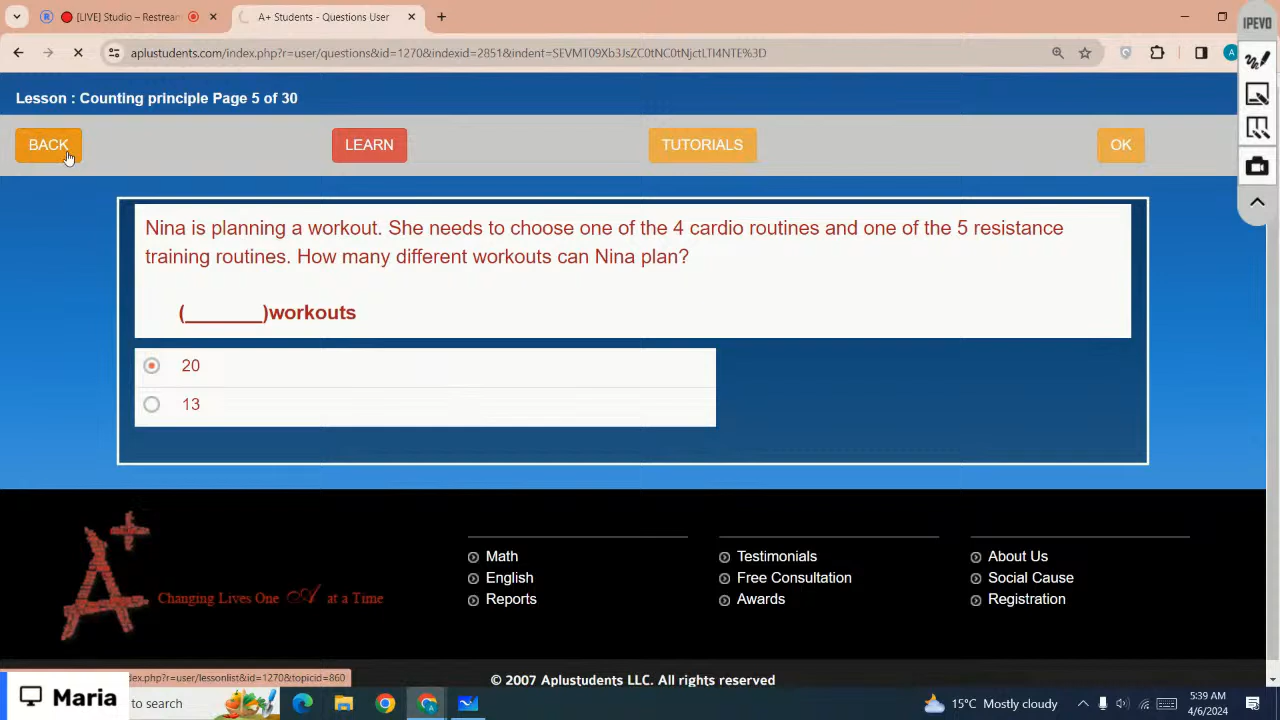 [LIVE] Studio – Restrean
A+ Students - Questions User
IPEVO
aplustudents.com/index.php?r=user/questions&id=1270&indexid=2851&indent=SEVMT09Xb3JsZC0tNC0tNjctLTI4NTE%3D
Lesson : Counting principle Page 5 of 30
BACK
LEARN
TUTORIALS
OK
Nina is planning a workout. She needs to choose one of the 4 cardio routines and one of the 5 resistance
training routines. How many different workouts can Nina plan?
(_______)workouts
20
13
A+
Changing Lives One A at a Time
Math
English
Reports
Testimonials
Free Consultation
Awards
About Us
Social Cause
Registration
dex.php?r=user/lessonlist&id=1270&topicid=860
© 2007 Aplustudents LLC. All rights reserved
Maria
to search
15°C Mostly cloudy
5:39 AM
4/6/2024